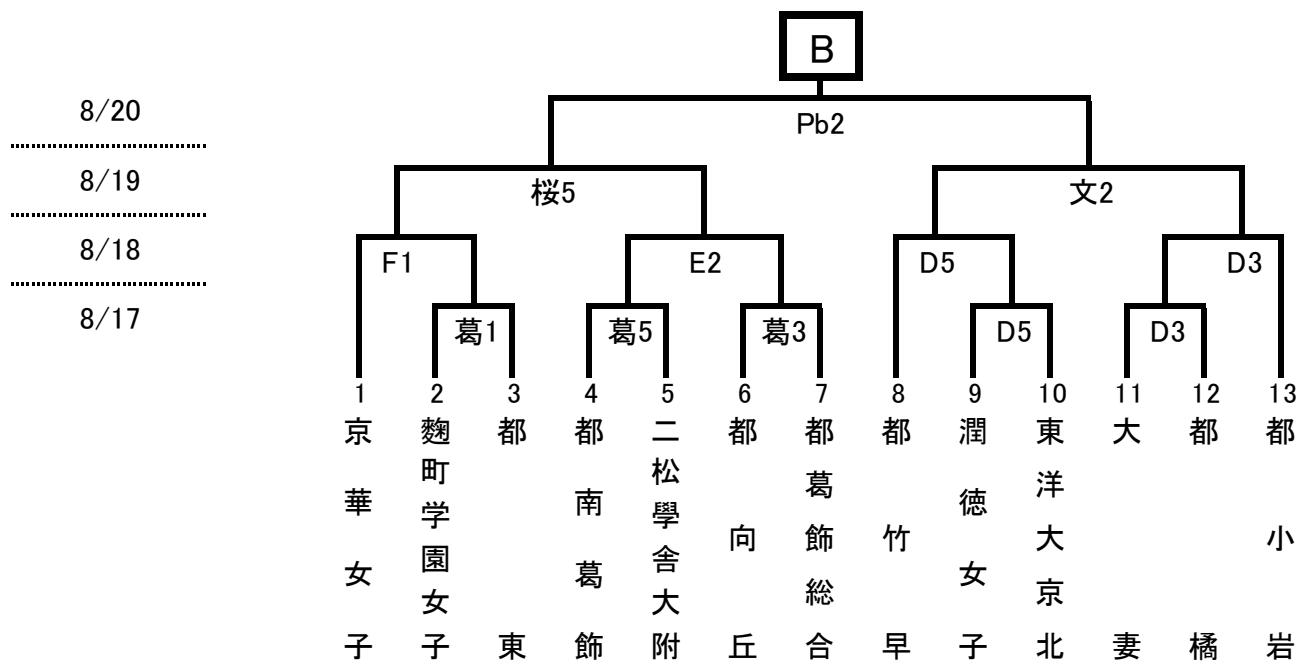 B
8/20
Pb2
8/19
桜5
文2
8/18
F1
E2
D5
D3
8/17
葛1
葛5
葛3
D5
D3
1
2
3
4
5
6
7
8
9
10
11
12
13
京華女子
麴町学園女子
都東
都南葛飾
二松學舎大附
都向丘
都葛飾総合
都竹早
潤徳女子
東洋大京北
大妻
都橘
都小岩